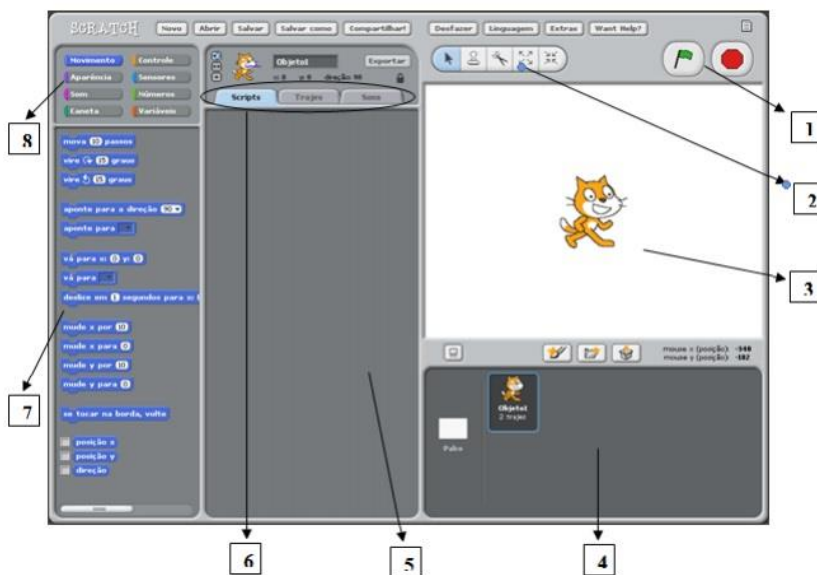 SCRATCH Novo Abrir Salvar Salvar como Compartilhar! Desfazer Linguagem Extras Want Help?
Movimento Controle
Aparência Sensores
Som Números
Caneta Variáveis
Objeto1 Exportar
x: 0 y: 0 direção: 90
Scripts Trajes Sons
mova 10 passos
vire 15 graus
vire 15 graus
aponte para a direção 90
aponte para
vá para x: 0 y: 0
vá para
deslize em 1 segundos para x:
mude x por 10
mude x para 0
mude y por 10
mude y para 0
se tocar na borda, volte
posição x
posição y
direção
mouse x (posição):
mouse y (posição):
Objeto1
2 trajes
Palco
1
2
3
4
5
6
7
8